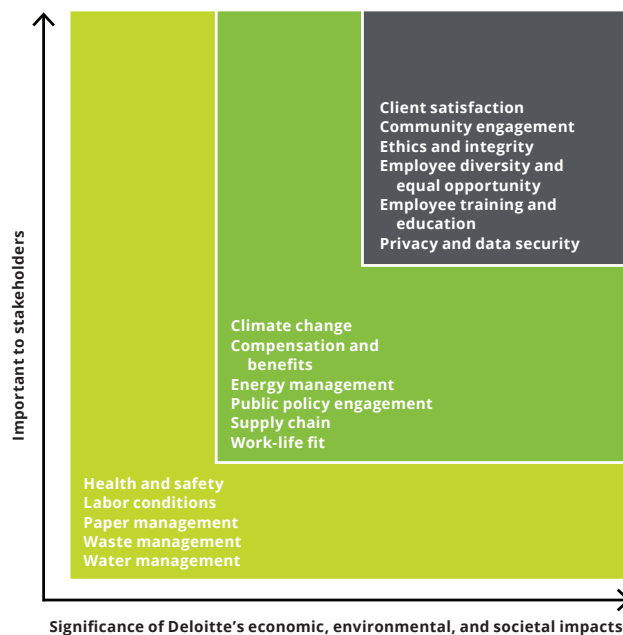 Important to stakeholders
Client satisfaction
Community engagement
Ethics and integrity
Employee diversity and
equal opportunity
Employee training and
education
Privacy and data security
Climate change
Compensation and
benefits
Energy management
Public policy engagement
Supply chain
Work-life fit
Health and safety
Labor conditions
Paper management
Waste management
Water management
Significance of Deloitte’s economic, environmental, and societal impacts